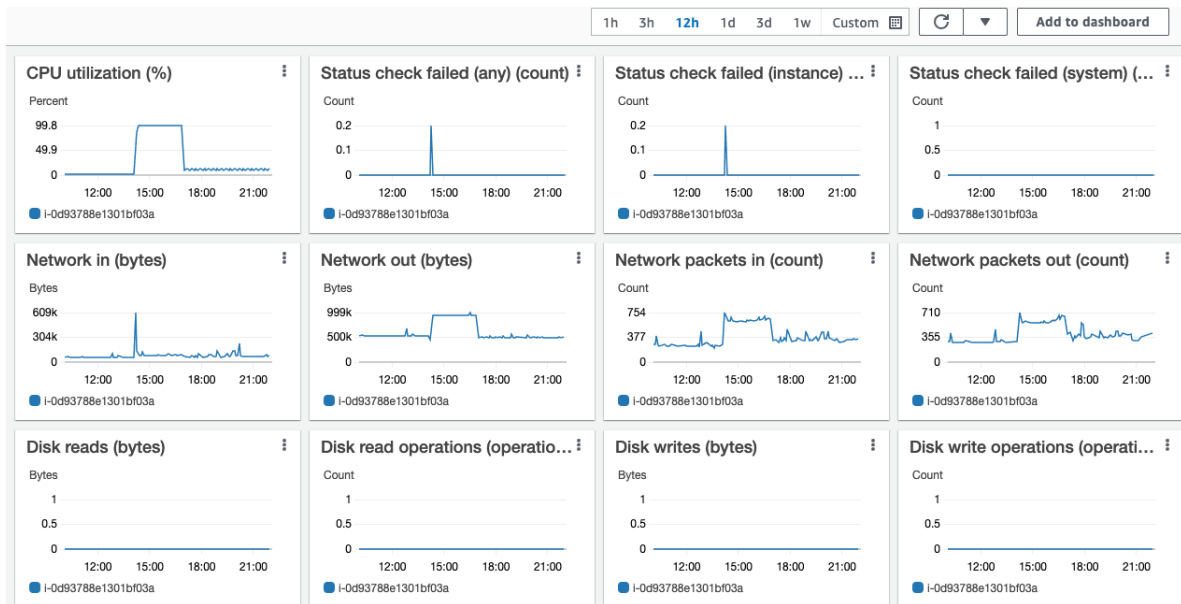 1h 3h 12h 1d 3d 1w Custom Add to dashboard
CPU utilization (%)
Percent
99.8
49.9
0
12:00 15:00 18:00 21:00
i-0d93788e1301bf03a
Status check failed (any) (count)
Count
0.2
0.1
0
12:00 15:00 18:00 21:00
i-0d93788e1301bf03a
Status check failed (instance) ...
Count
0.2
0.1
0
12:00 15:00 18:00 21:00
i-0d93788e1301bf03a
Status check failed (system) (...
Count
1
0.5
0
12:00 15:00 18:00 21:00
i-0d93788e1301bf03a
Network in (bytes)
Bytes
609k
304k
0
12:00 15:00 18:00 21:00
i-0d93788e1301bf03a
Network out (bytes)
Bytes
999k
500k
0
12:00 15:00 18:00 21:00
i-0d93788e1301bf03a
Network packets in (count)
Count
754
377
0
12:00 15:00 18:00 21:00
i-0d93788e1301bf03a
Network packets out (count)
Count
710
355
0
12:00 15:00 18:00 21:00
i-0d93788e1301bf03a
Disk reads (bytes)
Bytes
1
0.5
0
12:00 15:00 18:00 21:00
i-0d93788e1301bf03a
Disk read operations (operatio...
Count
1
0.5
0
12:00 15:00 18:00 21:00
i-0d93788e1301bf03a
Disk writes (bytes)
Bytes
1
0.5
0
12:00 15:00 18:00 21:00
i-0d93788e1301bf03a
Disk write operations (operati...
Count
1
0.5
0
12:00 15:00 18:00 21:00
i-0d93788e1301bf03a